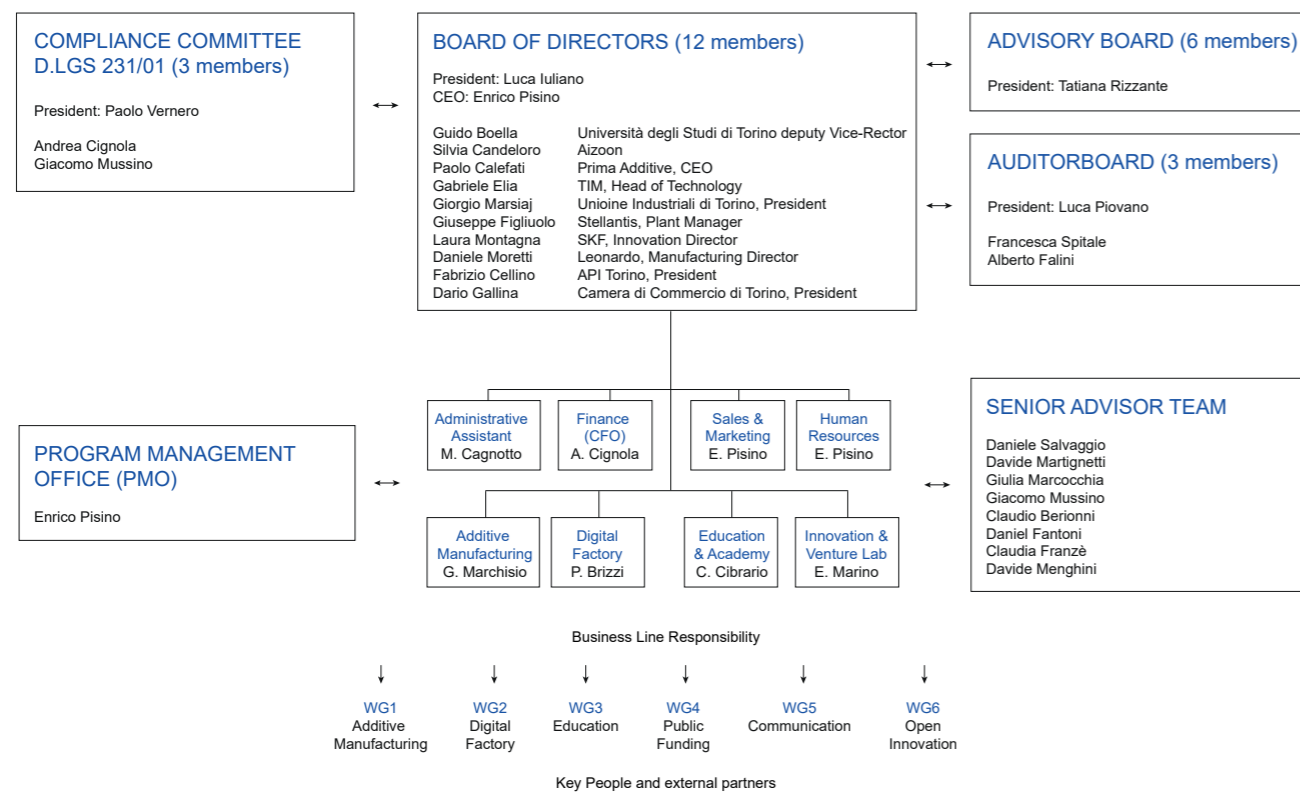 COMPLIANCE COMMITTEE
D.LGS 231/01 (3 members)
President: Paolo Vernero
Andrea Cignola
Giacomo Mussino
BOARD OF DIRECTORS (12 members)
President: Luca Iuliano
CEO: Enrico Pisino
Guido Boella Università degli Studi di Torino deputy Vice-Rector
Silvia Candeloro Aizoon
Paolo Calefati Prima Additive, CEO
Gabriele Elia TIM, Head of Technology
Giorgio Marsiaj Unioine Industriali di Torino, President
Giuseppe Figliuolo Stellantis, Plant Manager
Laura Montagna SKF, Innovation Director
Daniele Moretti Leonardo, Manufacturing Director
Fabrizio Cellino API Torino, President
Dario Gallina Camera di Commercio di Torino, President
ADVISORY BOARD (6 members)
President: Tatiana Rizzante
AUDITORBOARD (3 members)
President: Luca Piovano
Francesca Spitale
Alberto Falini
PROGRAM MANAGEMENT
OFFICE (PMO)
Enrico Pisino
Administrative
Assistant
M. Cagnotto
Finance
(CFO)
A. Cignola
Sales &
Marketing
E. Pisino
Human
Resources
E. Pisino
Additive
Manufacturing
G. Marchisio
Digital
Factory
P. Brizzi
Education
& Academy
C. Cibrario
Innovation &
Venture Lab
E. Marino
SENIOR ADVISOR TEAM
Daniele Salvaggio
Davide Martignetti
Giulia Marcocchia
Giacomo Mussino
Claudio Berionni
Daniel Fantoni
Claudia Franzè
Davide Menghini
Business Line Responsibility
WG1
Additive
Manufacturing
WG2
Digital
Factory
WG3
Education
WG4
Public
Funding
WG5
Communication
WG6
Open
Innovation
Key People and external partners